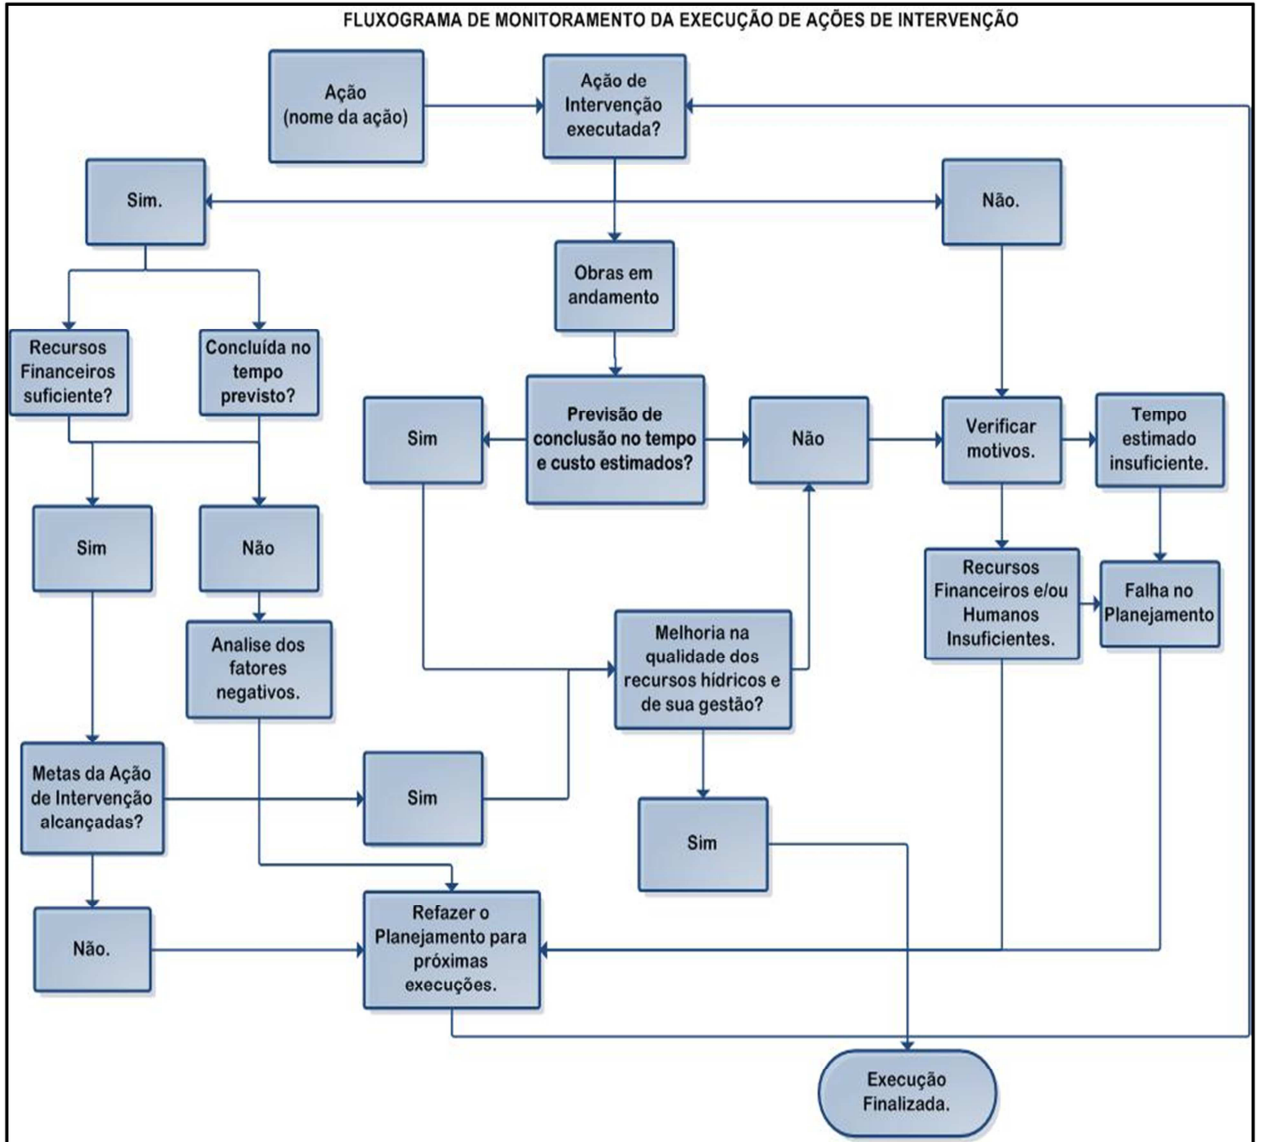 FLUXOGRAMA DE MONITORAMENTO DA EXECUÇÃO DE AÇÕES DE INTERVENÇÃO
Ação
(nome da ação)
Ação de
Intervenção
executada?
Sim.
Não.
Obras em
andamento
Recursos
Financeiros
suficiente?
Concluída no
tempo
previsto?
Sim
Previsão de
conclusão no tempo
e custo estimados?
Não
Verificar
motivos.
Tempo
estimado
insuficiente.
Sim
Não
Recursos
Financeiros e/ou
Humanos
Insuficientes.
Falha no
Planejamento
Analise dos
fatores
negativos.
Melhoria na
qualidade dos
recursos hídricos e
de sua gestão?
Metas da Ação
de Intervenção
alcançadas?
Sim
Sim
Não.
Refazer o
Planejamento para
próximas
execuções.
Execução
Finalizada.